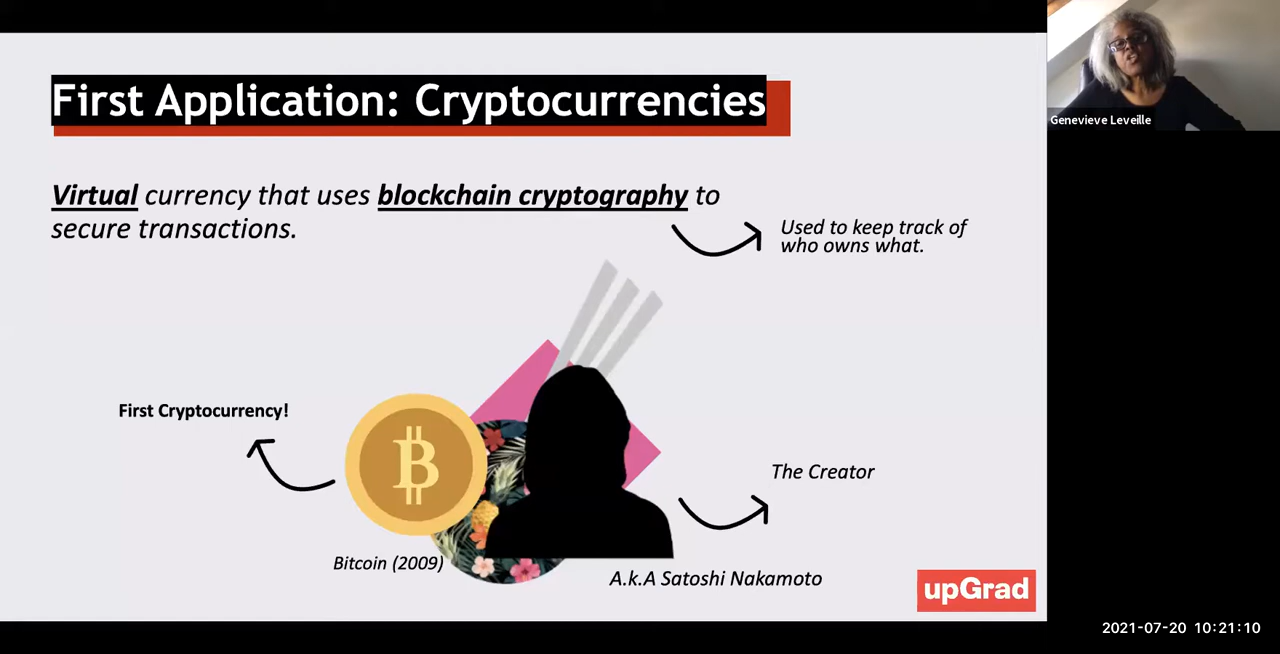 First Application: Cryptocurrencies
Genevieve Leveille
Virtual currency that uses blockchain cryptography to
secure transactions.
Used to keep track of
who owns what.
First Cryptocurrency!
B
The Creator
Bitcoin (2009)
A.k.A Satoshi Nakamoto
upGrad
2021-07-20 10:21:10